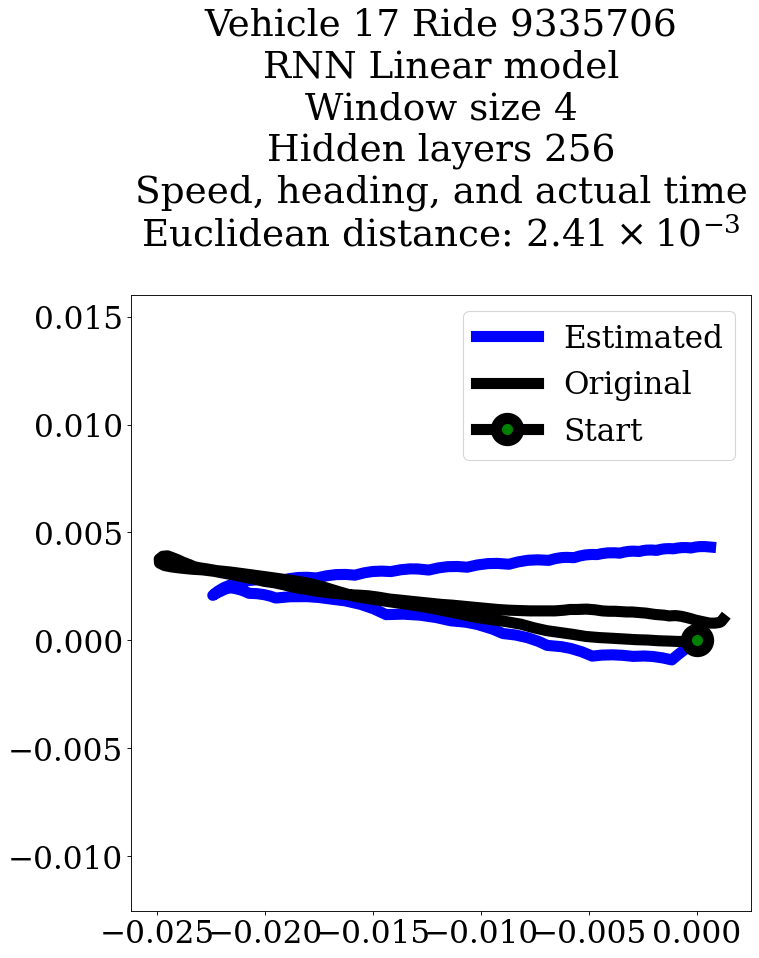 Vehicle 17 Ride 9335706
RNN Linear model
Window size 4
Hidden layers 256
Speed, heading, and actual time
Euclidean distance: 2.41 × 10⁻³
Estimated
Original
Start
0.015
0.010
0.005
0.000
−0.005
−0.010
−0.025 −0.020 −0.015 −0.010 −0.005 0.000